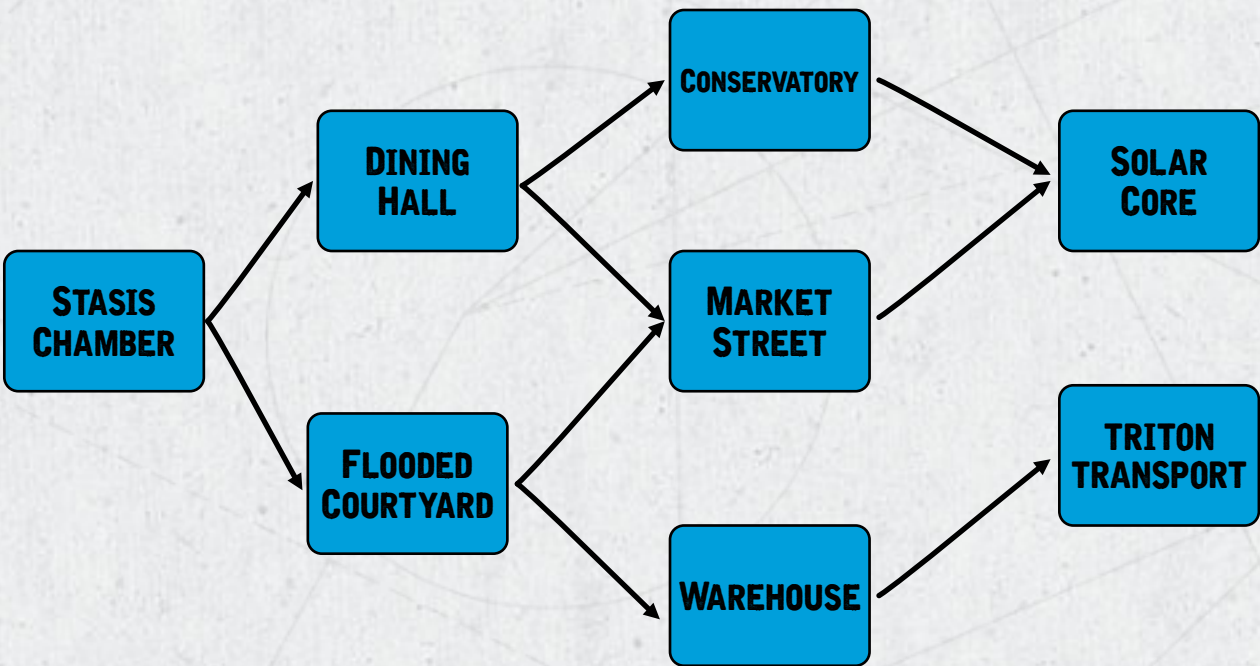 CONSERVATORY
DINING
HALL
SOLAR
CORE
STASIS
CHAMBER
MARKET
STREET
FLOODED
COURTYARD
TRITON
TRANSPORT
WAREHOUSE